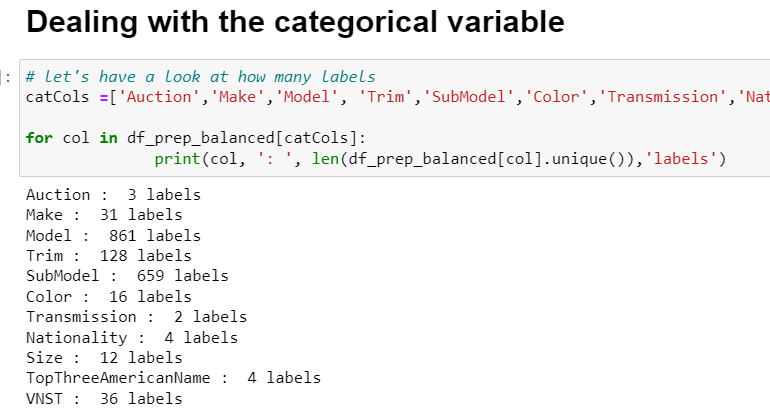 Dealing with the categorical variable
]: # let's have a look at how many labels
catCols =['Auction','Make','Model', 'Trim','SubModel','Color','Transmission','Nat
for col in df_prep_balanced[catCols]:
print(col, ': ', len(df_prep_balanced[col].unique()),'labels')
Auction :  3 labels
Make :  31 labels
Model :  861 labels
Trim :  128 labels
SubModel :  659 labels
Color :  16 labels
Transmission :  2 labels
Nationality :  4 labels
Size :  12 labels
TopThreeAmericanName :  4 labels
VNST :  36 labels